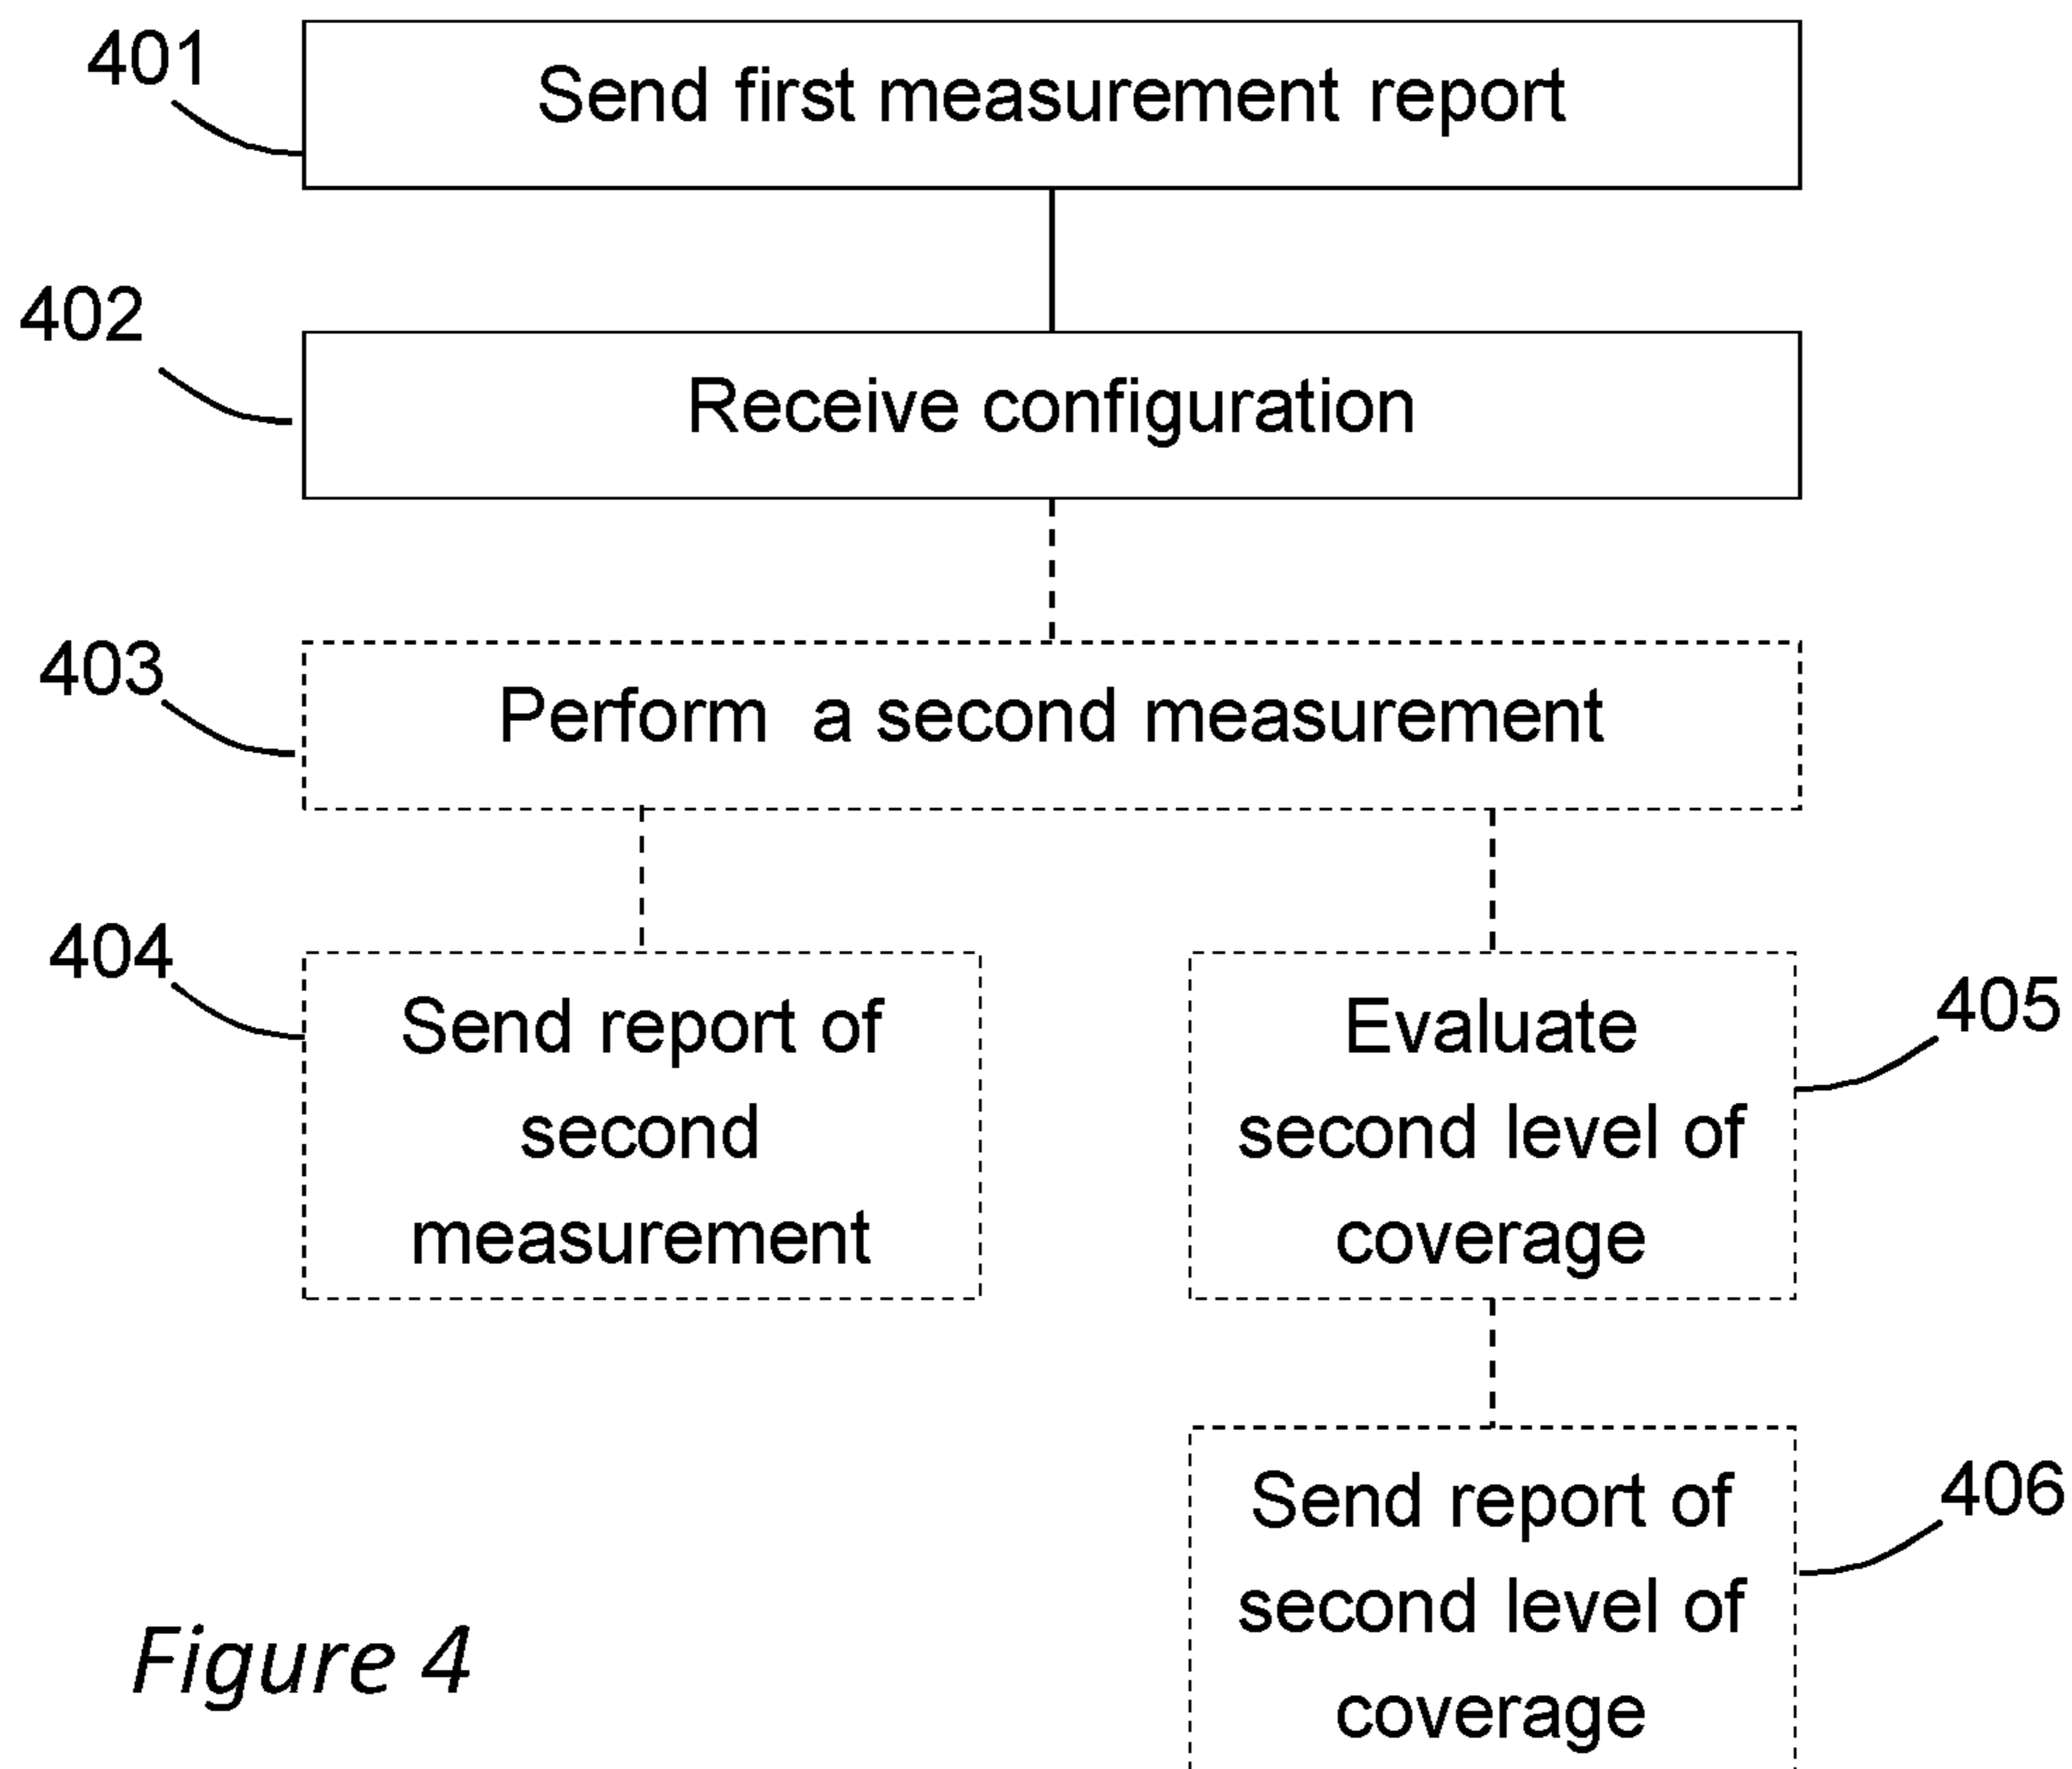 401
Send first measurement report
402
Receive configuration
403
Perform a second measurement
404
Send report of
second
measurement
405
Evaluate
second level of
coverage
406
Send report of
second level of
coverage
Figure 4